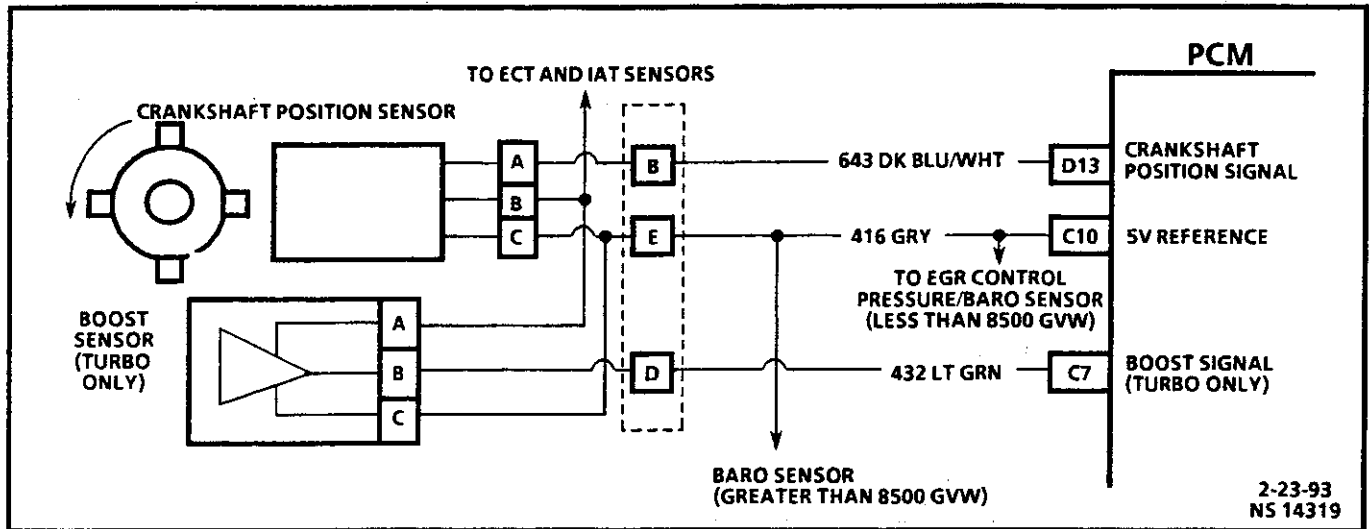 PCM
TO ECT AND IAT SENSORS
CRANKSHAFT POSITION SENSOR
A
B
C
B
E
643 DK BLU/WHT
D13
CRANKSHAFT
POSITION SIGNAL
416 GRY
C10
5V REFERENCE
TO EGR CONTROL
PRESSURE/BARO SENSOR
(LESS THAN 8500 GVW)
BOOST
SENSOR
(TURBO
ONLY)
A
B
C
D
432 LT GRN
C7
BOOST SIGNAL
(TURBO ONLY)
BARO SENSOR
(GREATER THAN 8500 GVW)
2-23-93
NS 14319